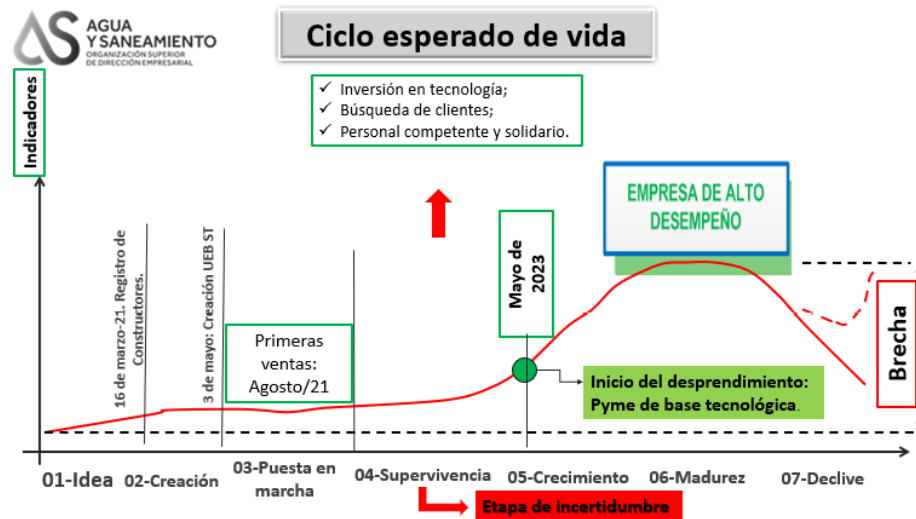 AGUA
Y SANEAMIENTO
ORGANIZACIÓN SUPERIOR
DE DIRECCIÓN EMPRESARIAL
Ciclo esperado de vida
Indicadores
✓ Inversión en tecnología;
✓ Búsqueda de clientes;
✓ Personal competente y solidario.
EMPRESA DE ALTO
DESEMPEÑO
16 de marzo-21. Registro de
Constructores.
3 de mayo: Creación UEB ST
Primeras
ventas:
Agosto/21
Mayo de
2023
Inicio del desprendimiento:
Pyme de base tecnológica.
Brecha
01-Idea
02-Creación
03-Puesta en
marcha
04-Supervivencia
05-Crecimiento
06-Madurez
07-Declive
Etapa de incertidumbre